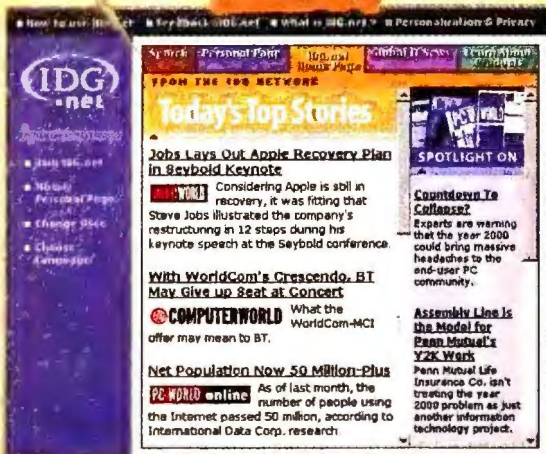 How to use IDG.net
Feedback IDG.net
What is IDG.net?
Personalization & Privacy
IDG
.net
Join IDG.net
Personal Page
Change User
Search
Personal Page
IDG.net
Home Page
Global IT News
FROM THE IDG NETWORK
Today's Top Stories
Jobs Lays Out Apple Recovery Plan
in Seybold Keynote
WORLD Considering Apple is still in
recovery, it was fitting that
Steve Jobs illustrated the company's
restructuring in 12 steps during his
keynote speech at the Seybold conference.
With WorldCom's Crescendo, BT
May Give up Seat at Concert
COMPUTERWORLD What the
WorldCom-MCI
offer may mean to BT.
Net Population Now 50 Million-Plus
PC WORLD online As of last month, the
number of people using
the Internet passed 50 million, according to
International Data Corp. research
SPOTLIGHT ON
Countdown To
Collapse?
Experts are warning
that the year 2000
could bring massive
headaches to the
end-user PC
community.
Assembly Line Is
the Model for
Penn Mutual's
Y2K Work
Penn Mutual Life
Insurance Co. isn't
treating the year
2000 problem as just
another information
technology project.